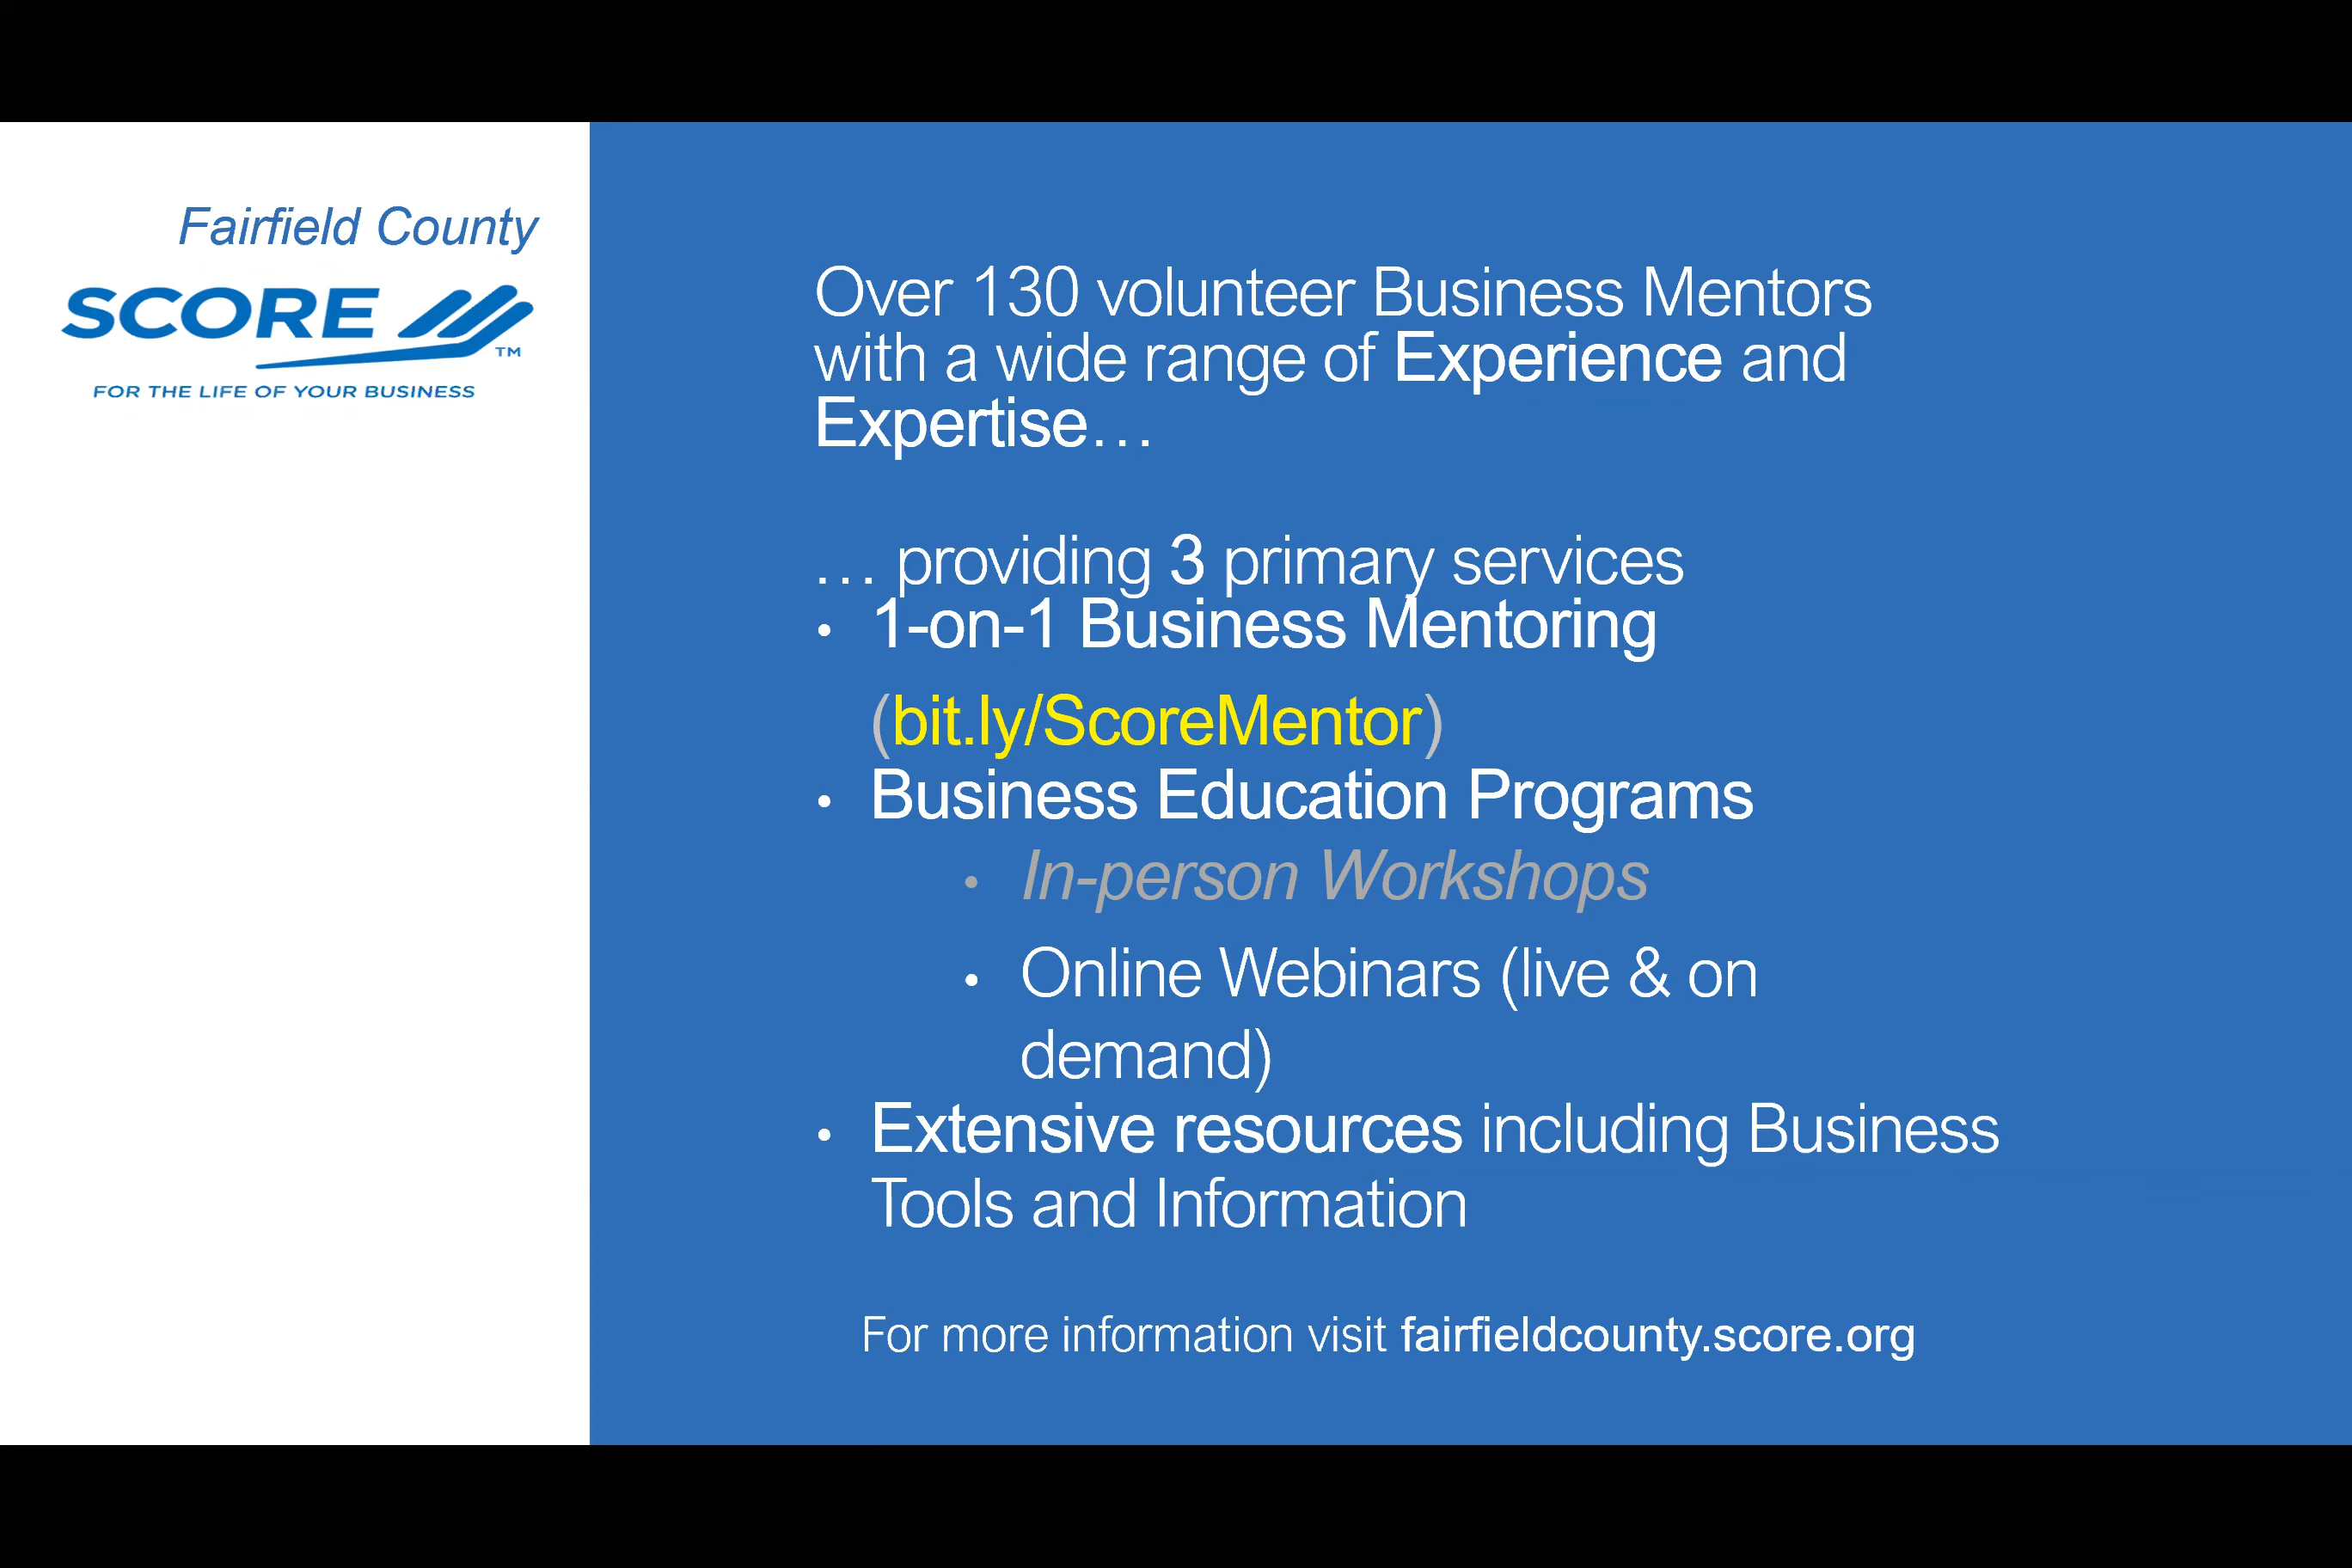 Fairfield County
SCORE
TM
FOR THE LIFE OF YOUR BUSINESS
Over 130 volunteer Business Mentors
with a wide range of Experience and
Expertise…
… providing 3 primary services
• 1-on-1 Business Mentoring
(bit.ly/ScoreMentor)
• Business Education Programs
• In-person Workshops
• Online Webinars (live & on
demand)
• Extensive resources including Business
Tools and Information
For more information visit fairfieldcounty.score.org